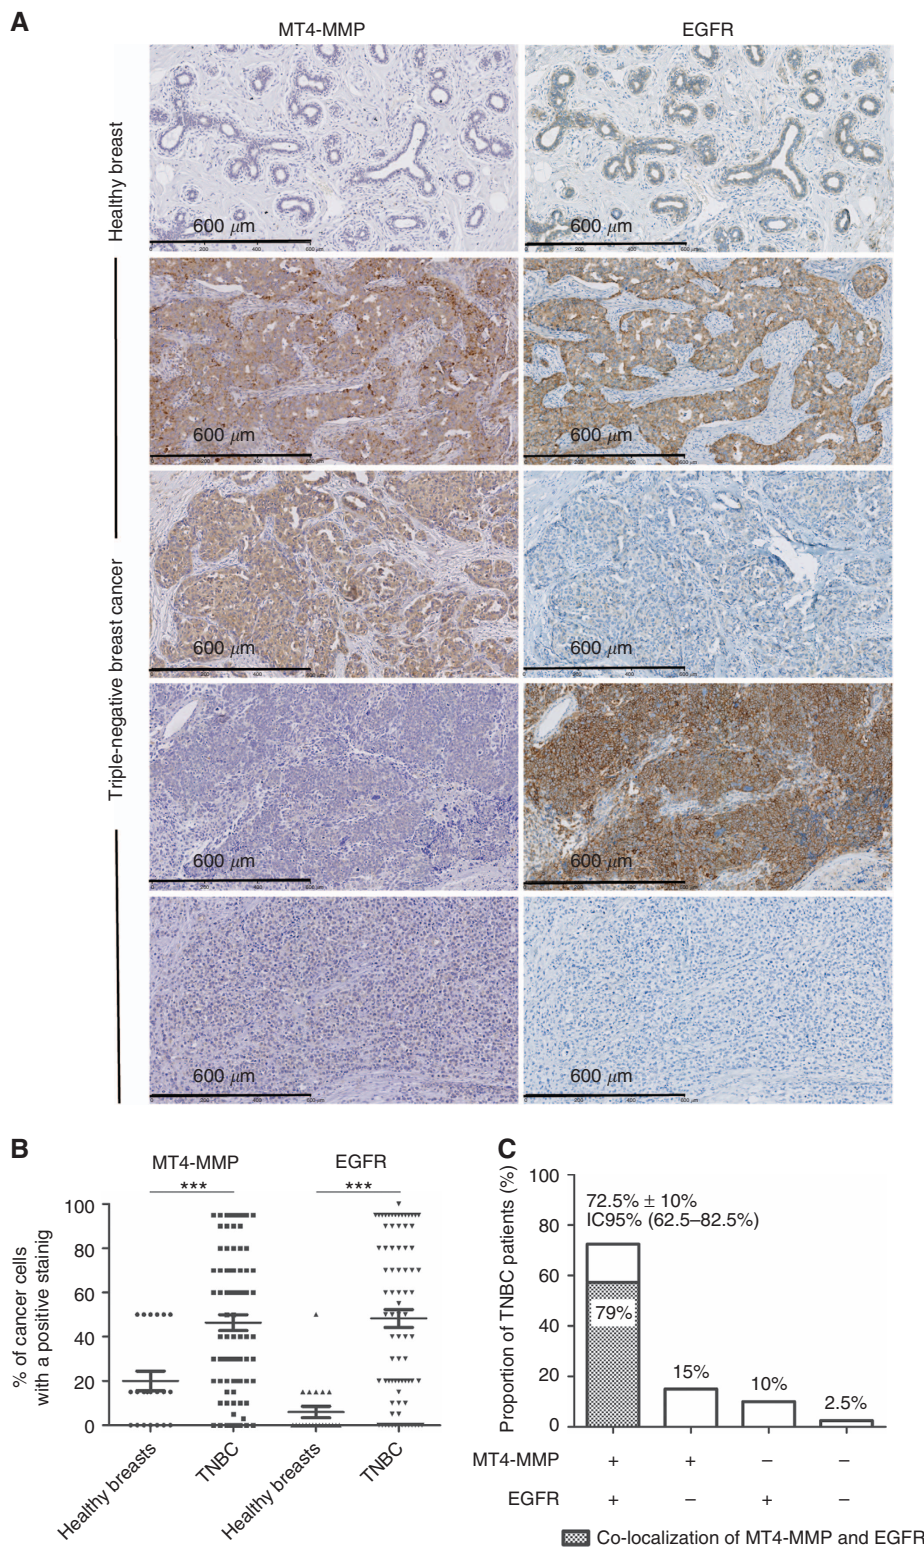 A
MT4-MMP
EGFR
Healthy breast
600 μm
600 μm
Triple-negative breast cancer
600 μm
600 μm
600 μm
600 μm
600 μm
600 μm
600 μm
600 μm
B
MT4-MMP
EGFR
***
***
% of cancer cells
with a positive stainig
100
80
60
40
20
0
Healthy breasts
TNBC
Healthy breasts
TNBC
C
Proportion of TNBC patients (%)
100
80
60
40
20
0
72.5% ± 10%
IC95% (62.5–82.5%)
79%
15%
10%
2.5%
MT4-MMP + + – –
EGFR + – + –
Co-localization of MT4-MMP and EGFR